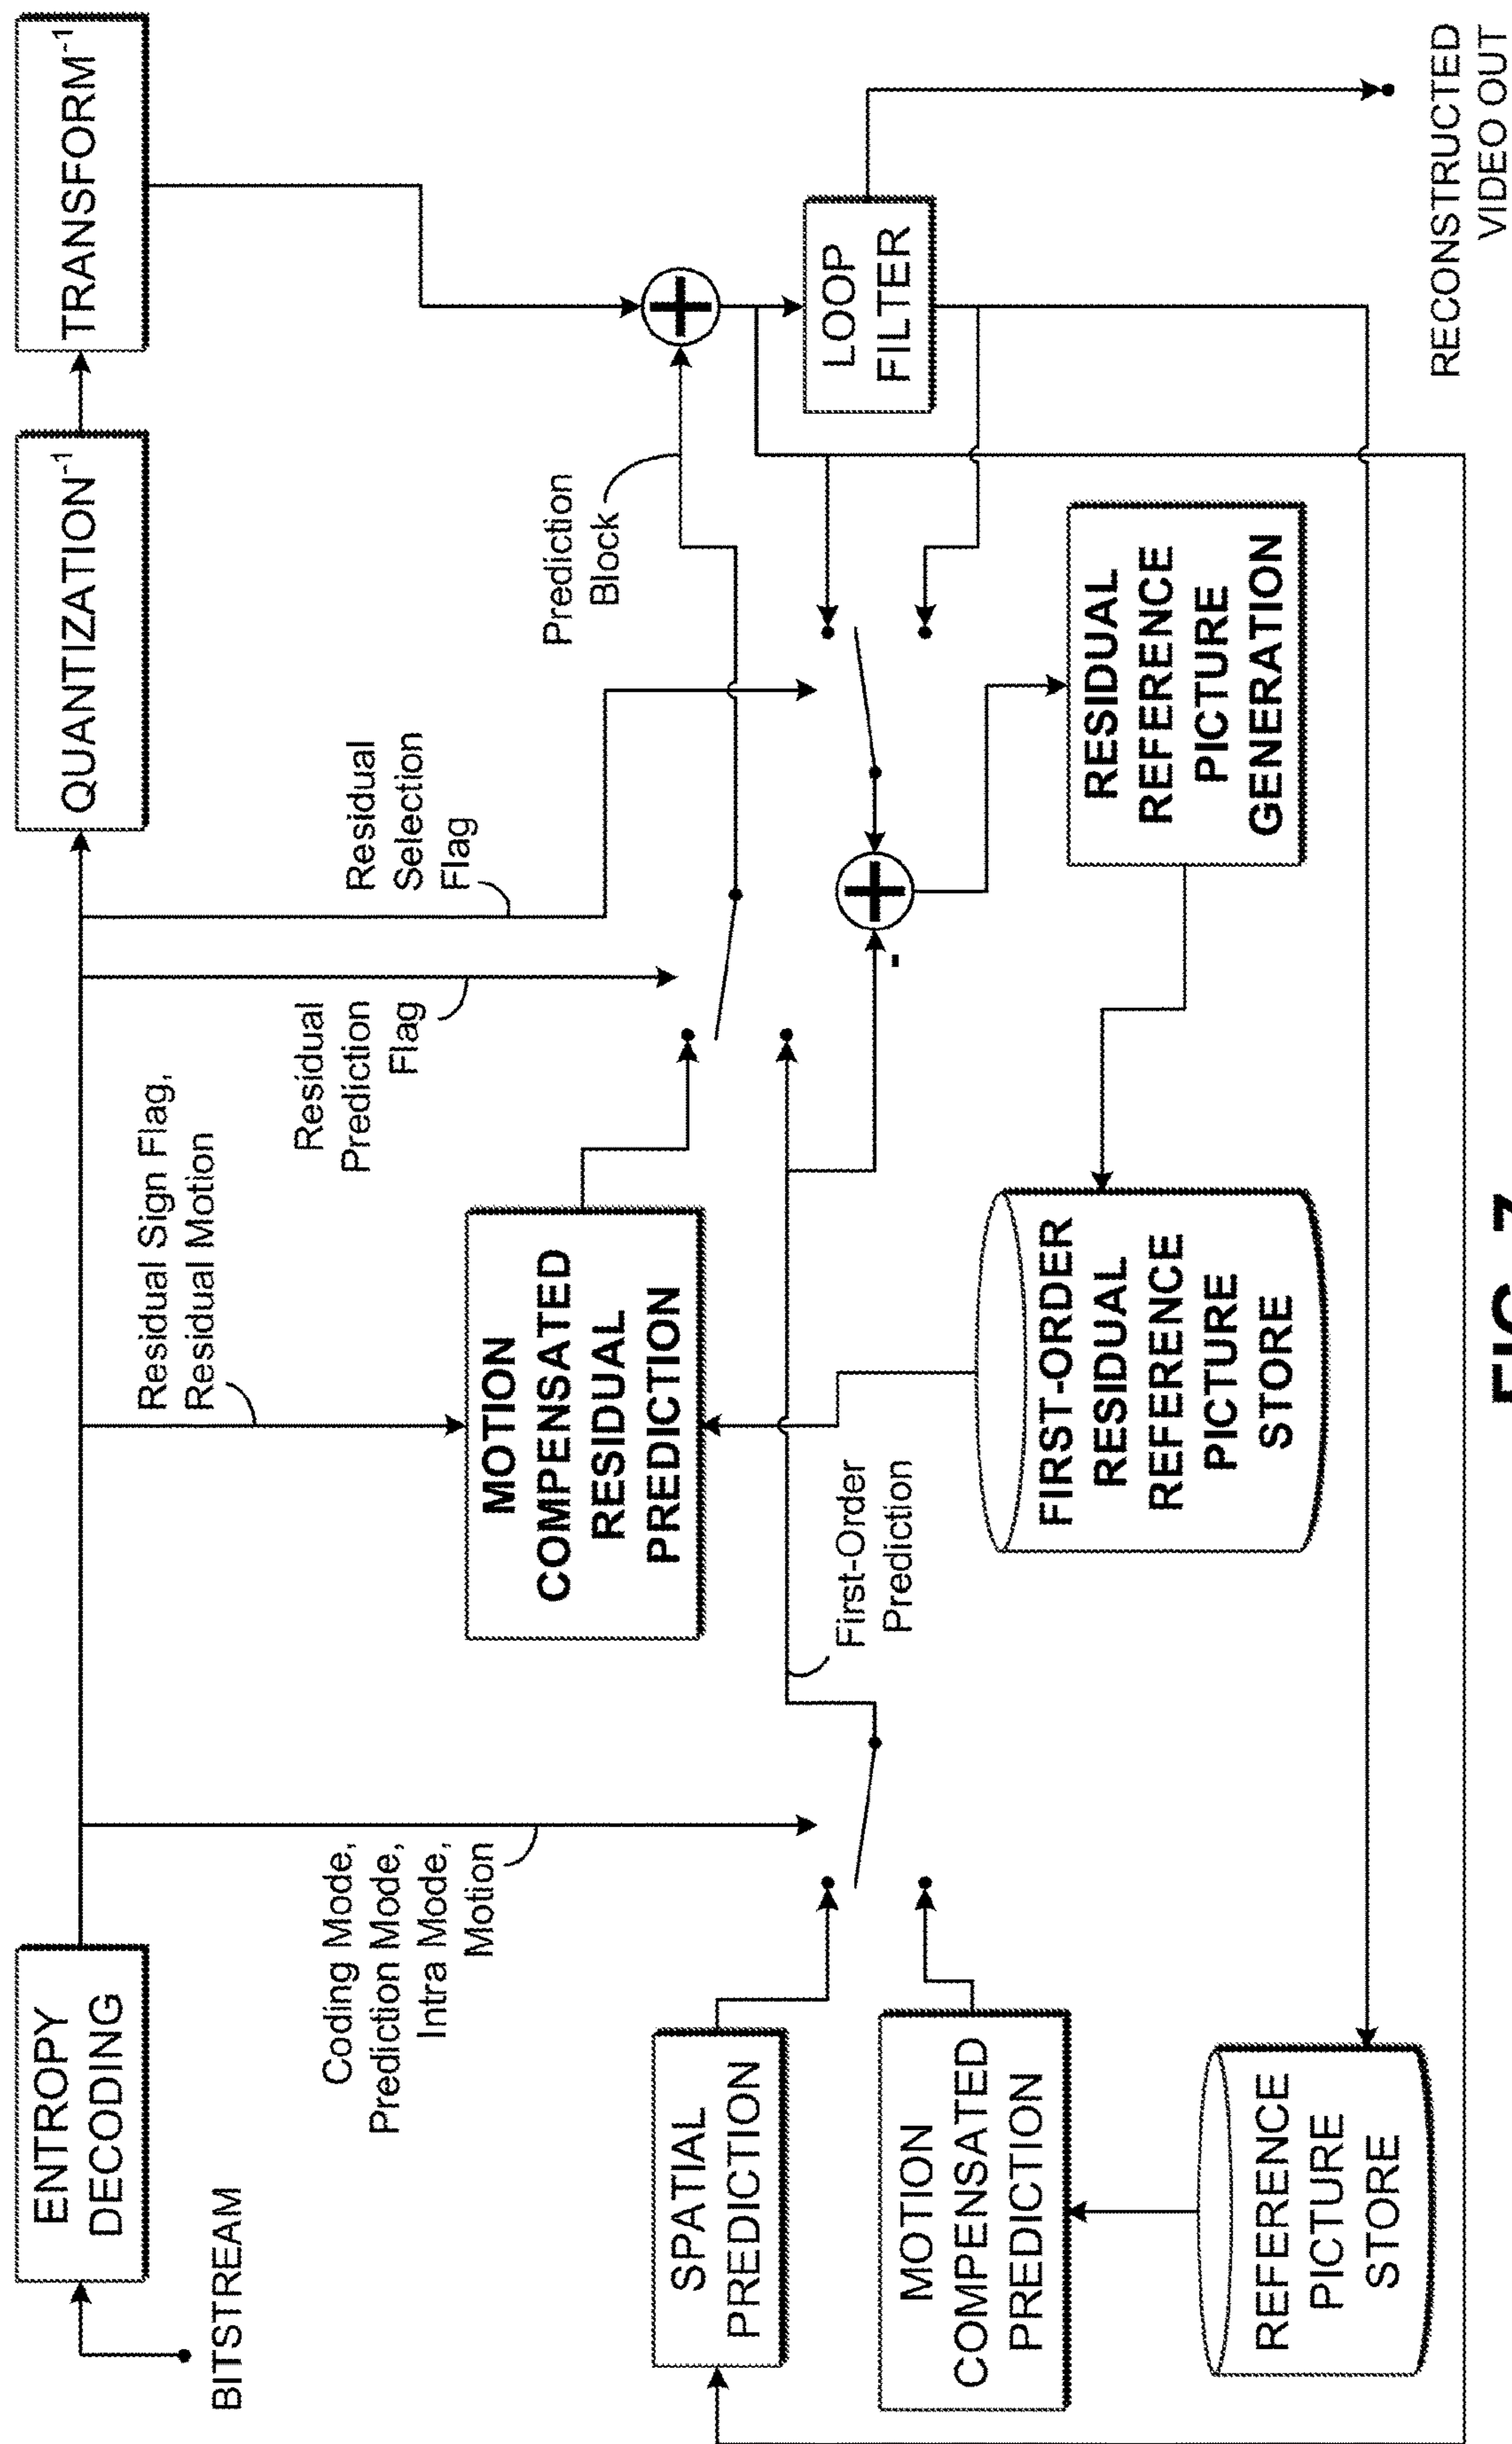 BITSTREAM
ENTROPY
DECODING
QUANTIZATION⁻¹
TRANSFORM⁻¹
Coding Mode,
Prediction Mode,
Intra Mode,
Motion
Residual Sign Flag,
Residual Motion
Residual
Prediction
Flag
Residual
Selection
Flag
Prediction
Block
SPATIAL
PREDICTION
MOTION
COMPENSATED
PREDICTION
REFERENCE
PICTURE
STORE
First-Order
Prediction
MOTION
COMPENSATED
RESIDUAL
PREDICTION
FIRST-ORDER
RESIDUAL
REFERENCE
PICTURE
STORE
+
+
-
RESIDUAL
REFERENCE
PICTURE
GENERATION
LOOP
FILTER
RECONSTRUCTED
VIDEO OUT